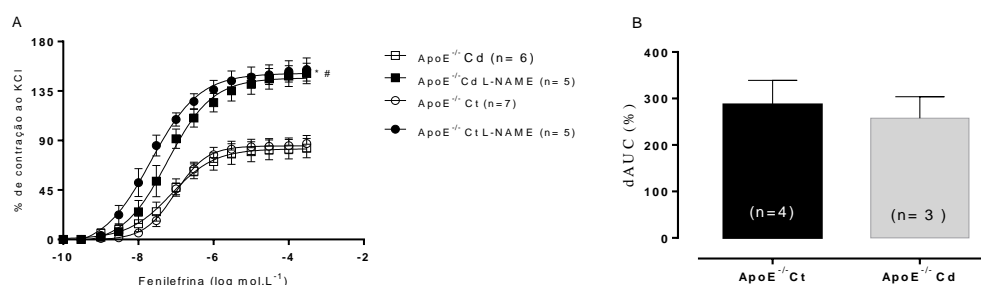 A
% de contração ao KCl
180
135
90
45
0
-10
-8
-6
-4
-2
Fenilefrina (log mol.L-1)
* #
ApoE-/- Cd (n= 6)
ApoE-/-Cd L-NAME (n= 5)
ApoE-/- Ct (n=7)
ApoE-/- Ct L-NAME (n= 5)
B
dAUC (%)
400
300
200
100
0
(n=4)
(n= 3 )
ApoE-/-Ct
ApoE-/- Cd